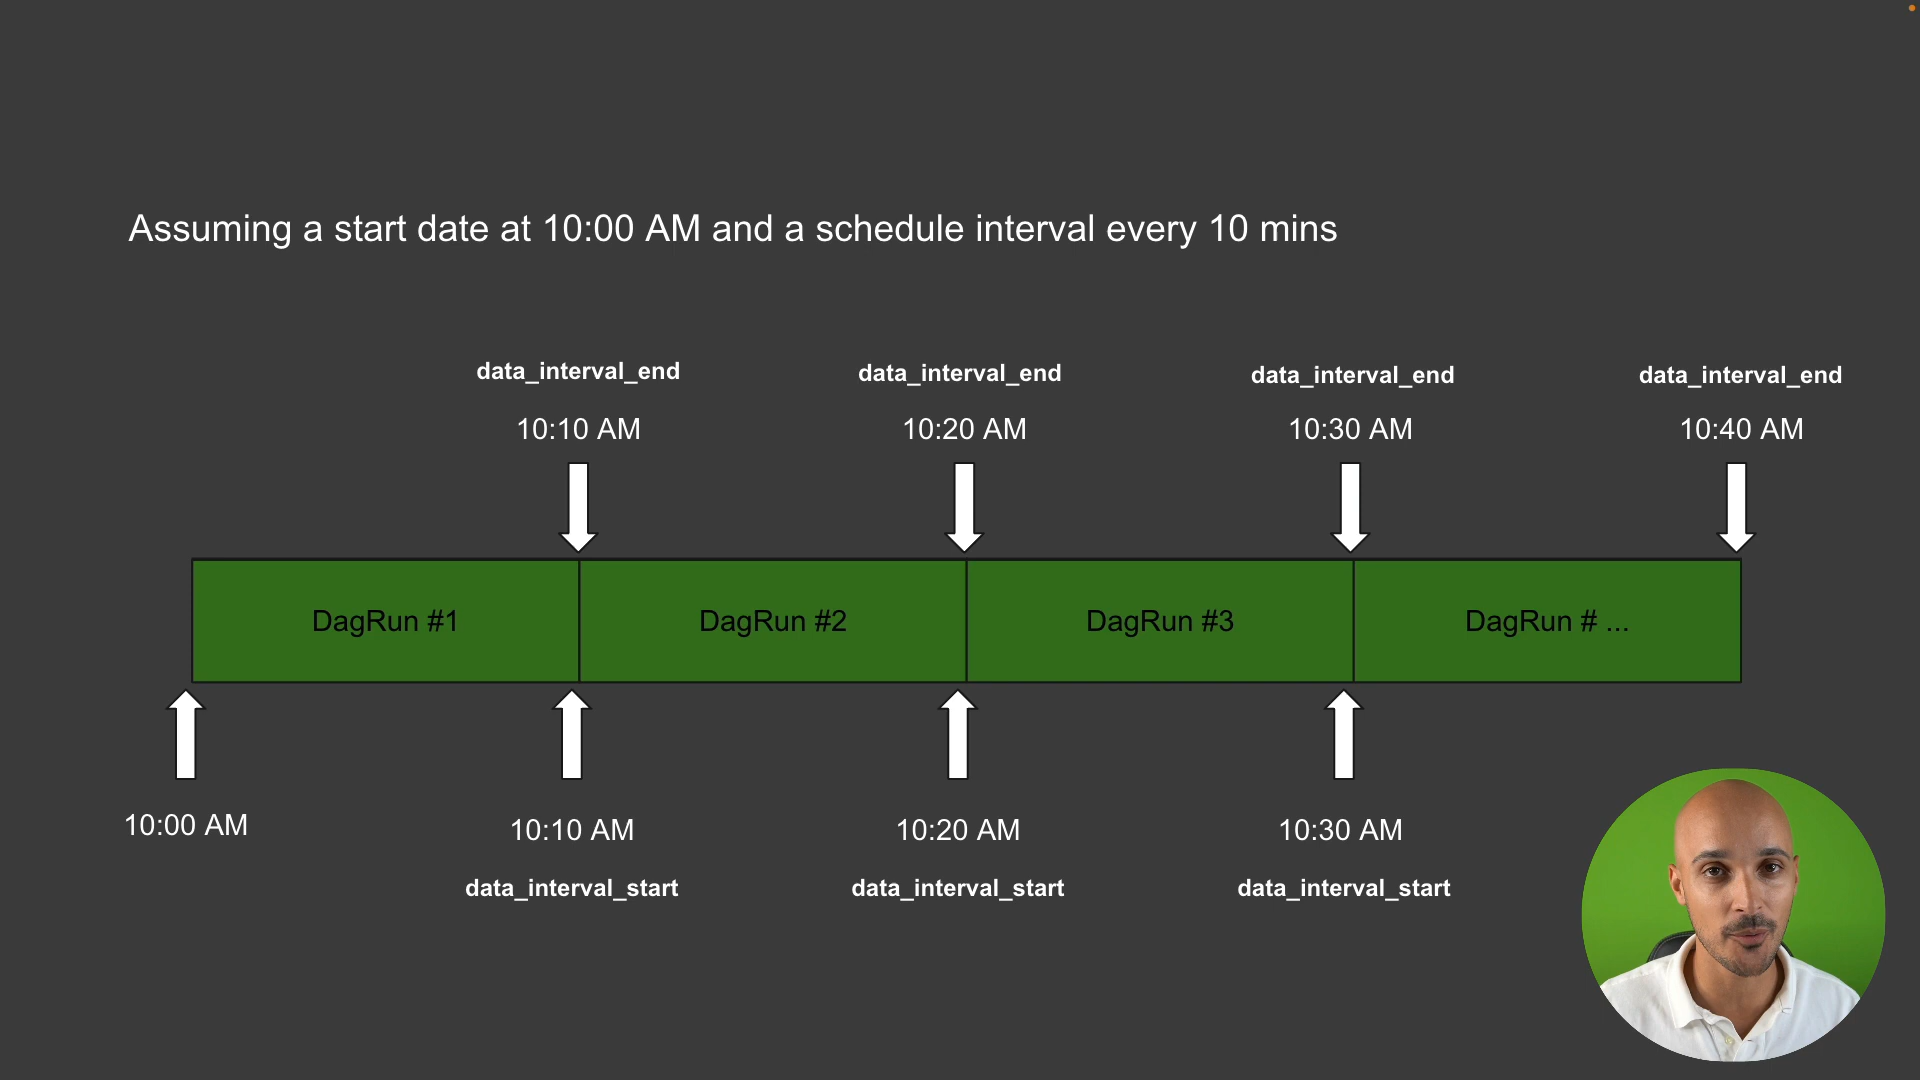 Assuming a start date at 10:00 AM and a schedule interval every 10 mins
data_interval_end
data_interval_end
data_interval_end
data_interval_end
10:10 AM
10:20 AM
10:30 AM
10:40 AM
DagRun #1
DagRun #2
DagRun #3
DagRun # ...
10:00 AM
10:10 AM
10:20 AM
10:30 AM
data_interval_start
data_interval_start
data_interval_start